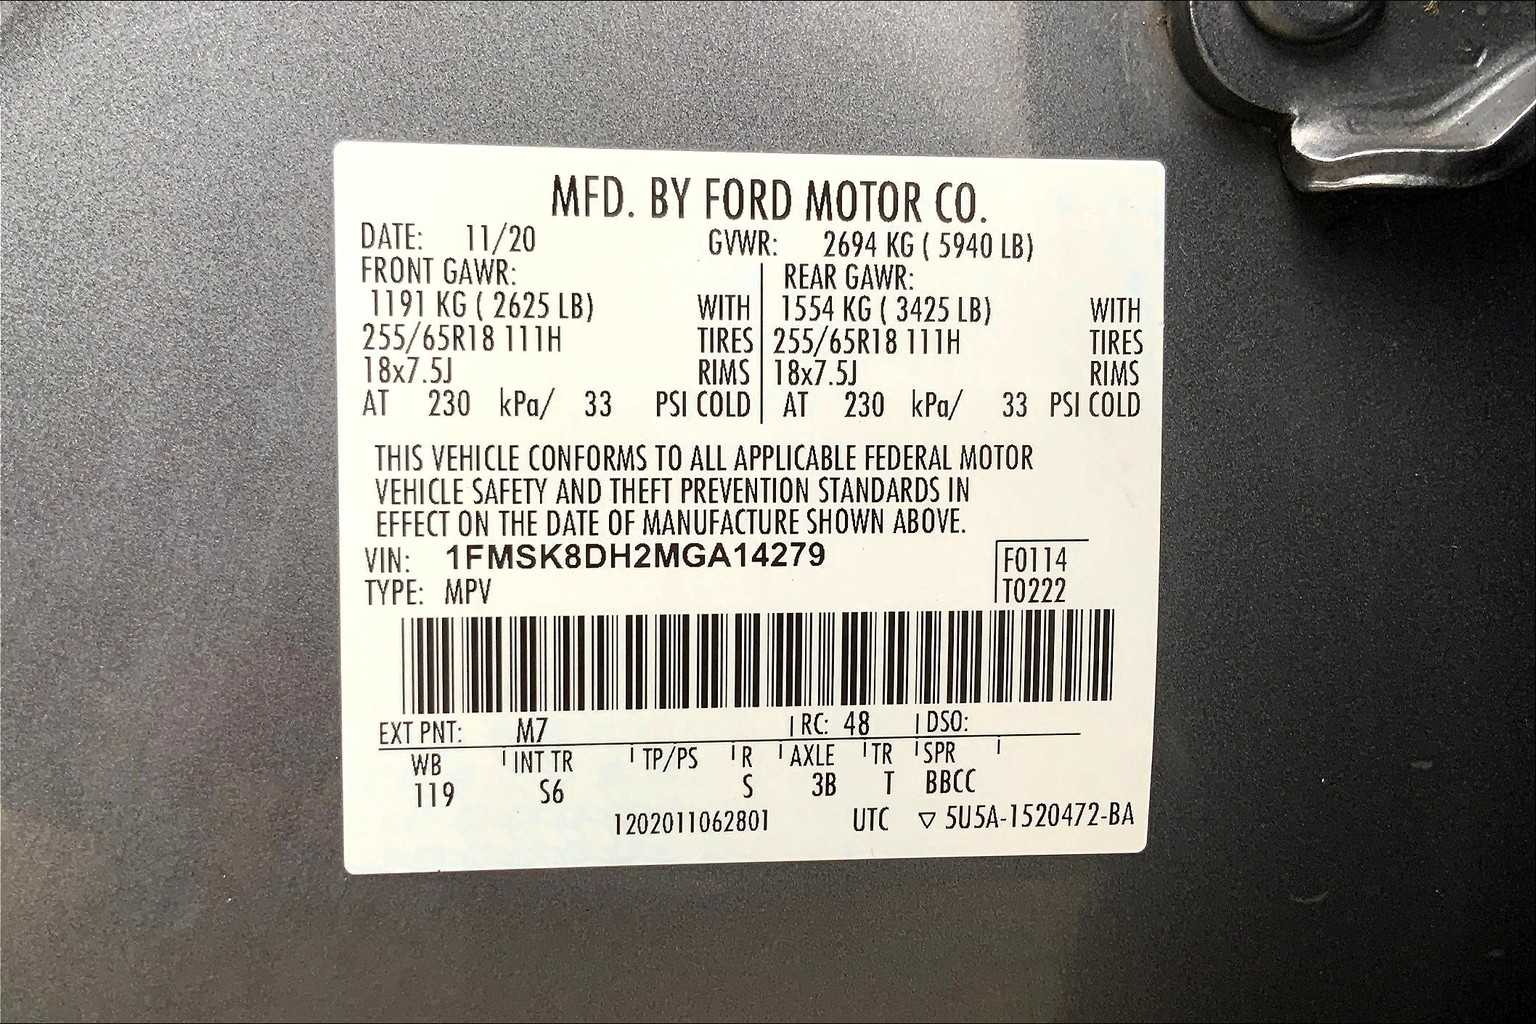 MFD. BY FORD MOTOR CO.
DATE: 11/20 GVWR: 2694 KG ( 5940 LB)
FRONT GAWR: REAR GAWR:
1191 KG ( 2625 LB) WITH 1554 KG ( 3425 LB) WITH
255/65R18 111H TIRES 255/65R18 111H TIRES
18x7.5J RIMS 18x7.5J RIMS
AT 230 kPa/ 33 PSI COLD AT 230 kPa/ 33 PSI COLD
THIS VEHICLE CONFORMS TO ALL APPLICABLE FEDERAL MOTOR
VEHICLE SAFETY AND THEFT PREVENTION STANDARDS IN
EFFECT ON THE DATE OF MANUFACTURE SHOWN ABOVE.
VIN: 1FMSK8DH2MGA14279 F0114
TYPE: MPV T0222
EXT PNT: M7 RC: 48 DSO:
WB INT TR TP/PS R AXLE TR SPR
119 S6 S 3B T BBCC
1202011062801 UTC ▽ 5U5A-1520472-BA